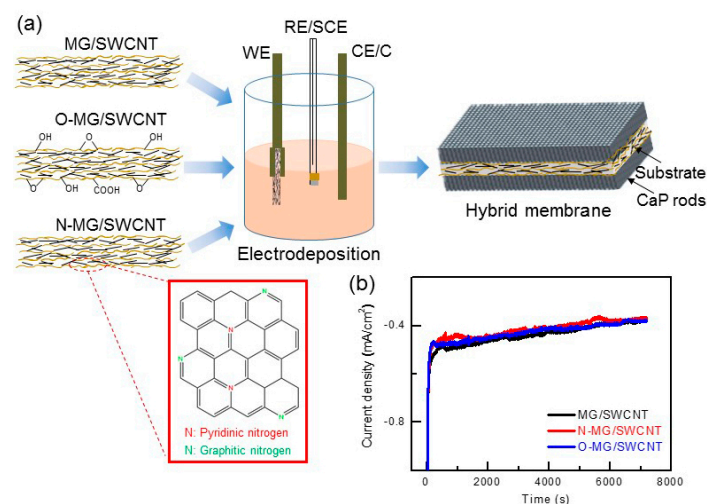 (a)
MG/SWCNT
O-MG/SWCNT
OH
O
OH
O
OH
COOH
O
N-MG/SWCNT
WE
RE/SCE
CE/C
Electrodeposition
Substrate
CaP rods
Hybrid membrane
N
N
N
N
N
N: Pyridinic nitrogen
N: Graphitic nitrogen
(b)
Current density (mA/cm²)
-0.4
-0.8
MG/SWCNT
N-MG/SWCNT
O-MG/SWCNT
0
2000
4000
6000
8000
Time (s)